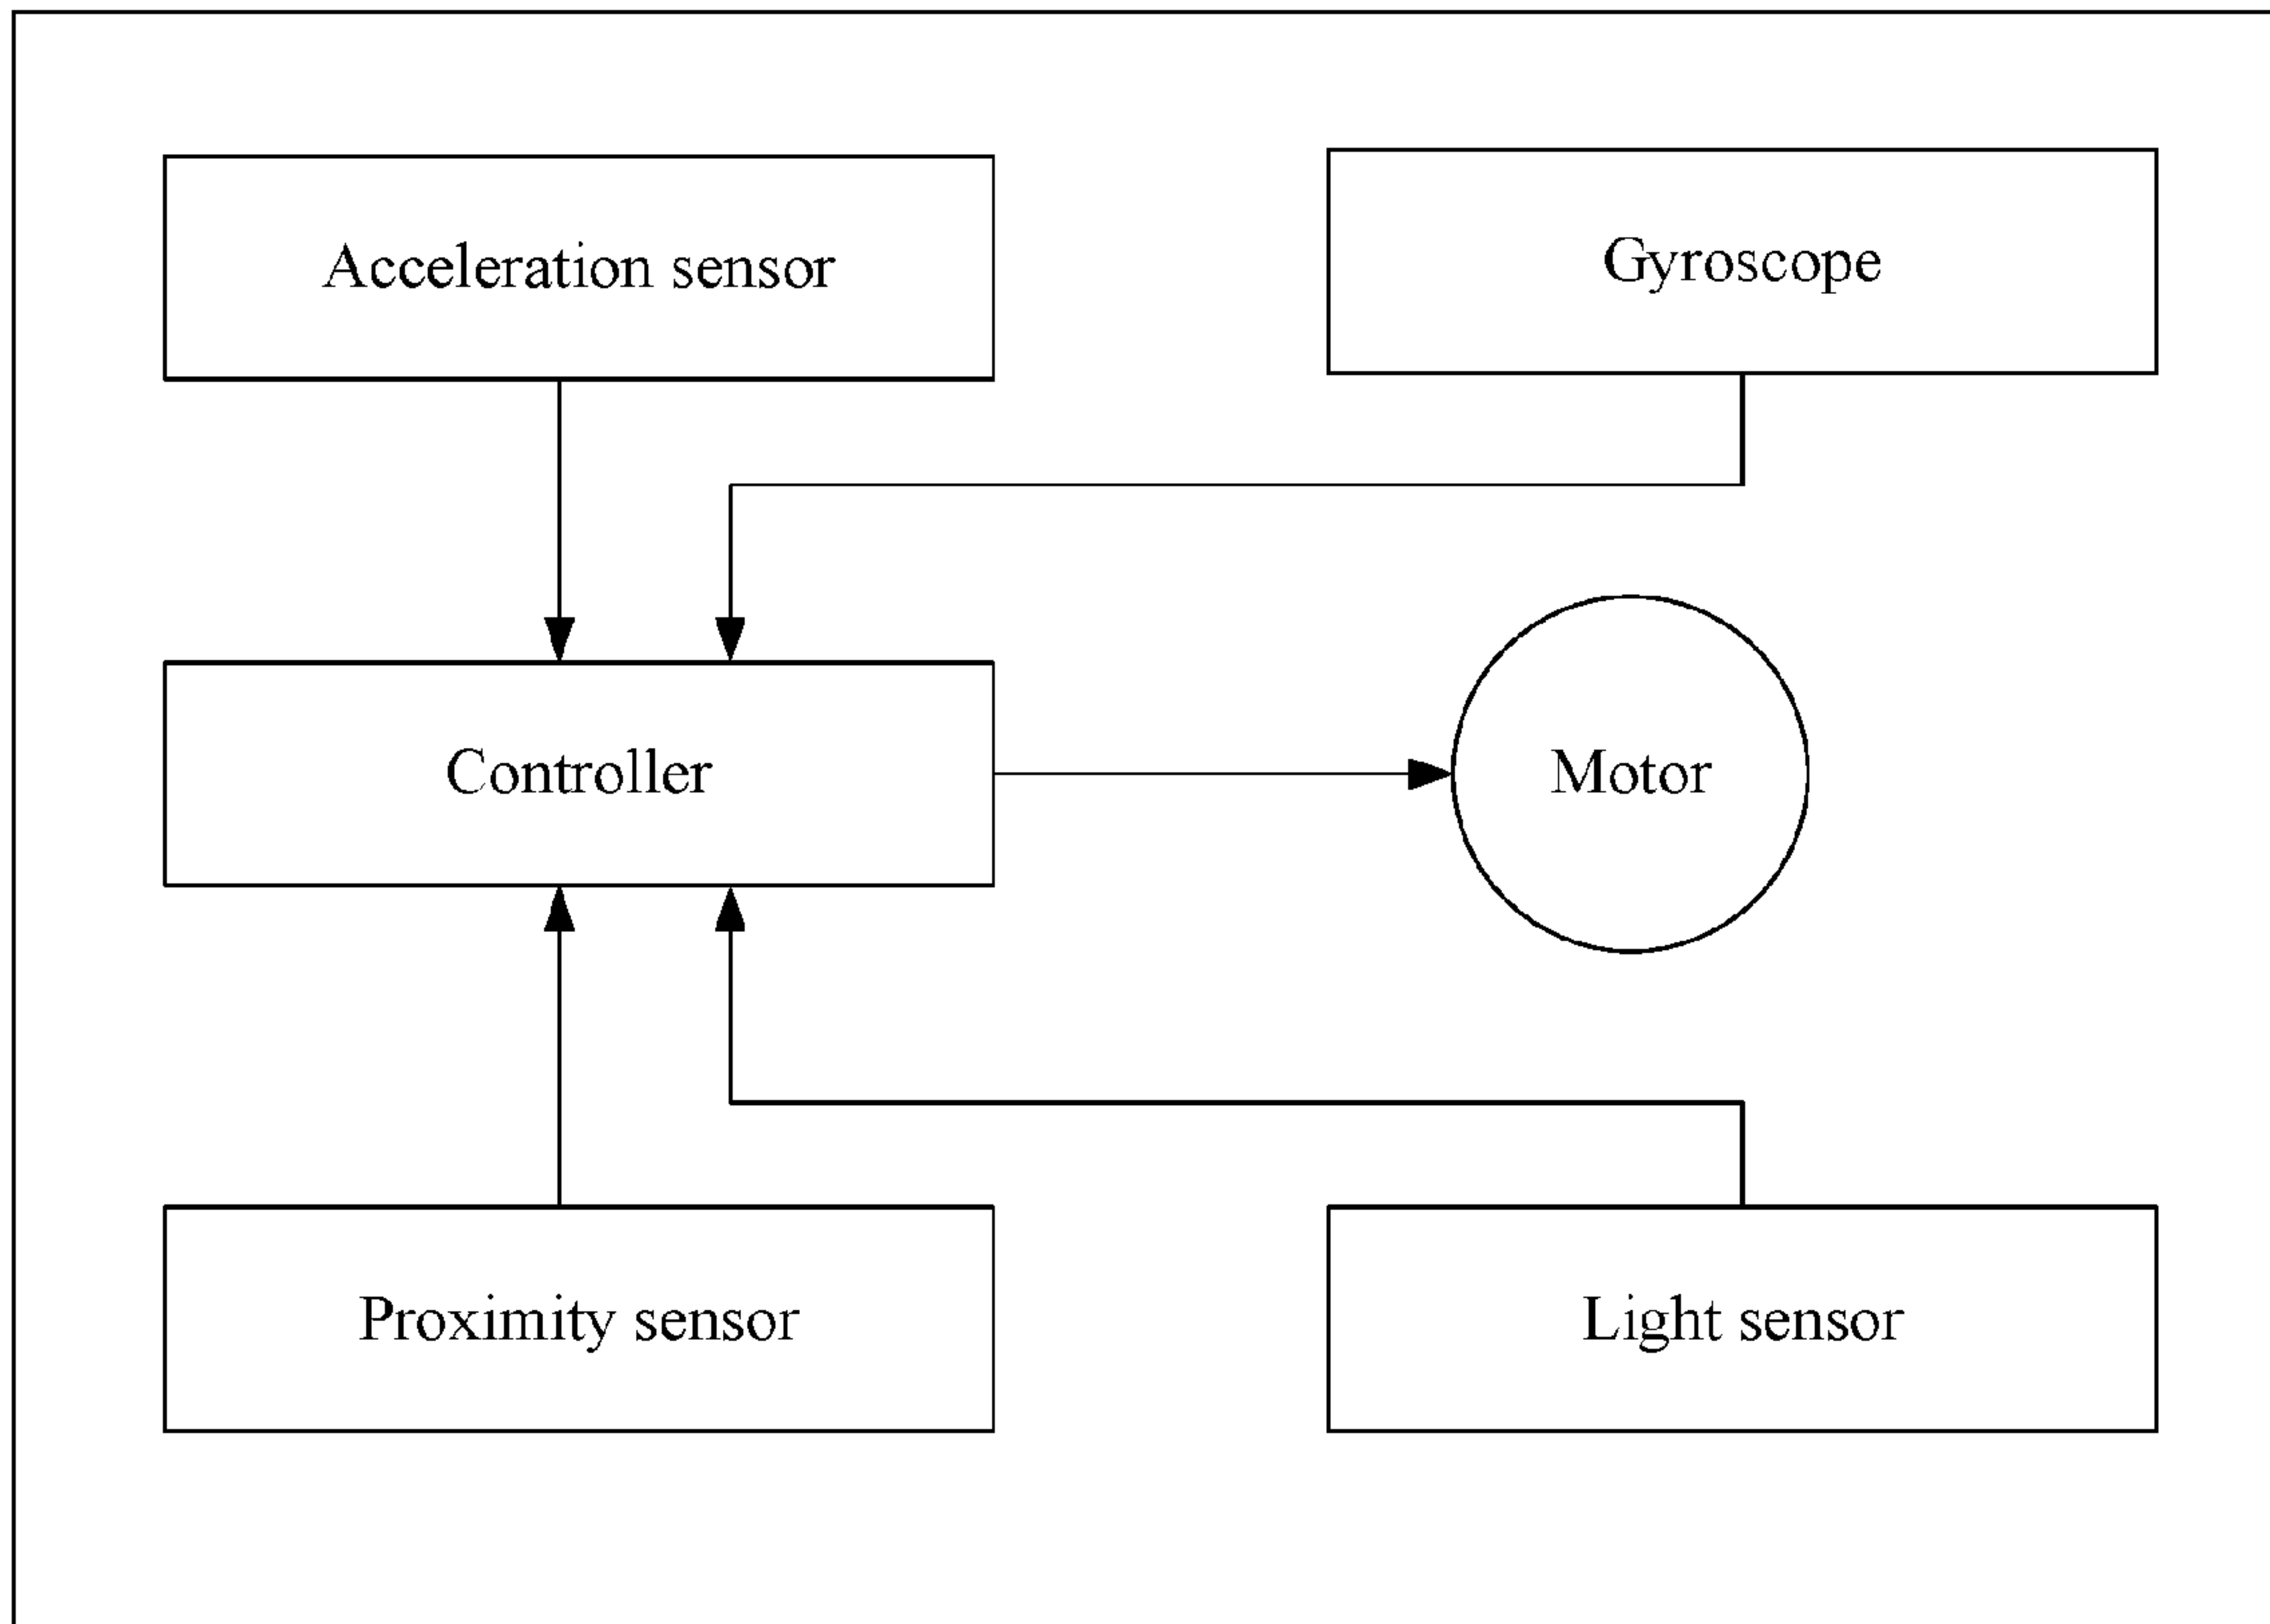 Acceleration sensor
Gyroscope
Controller
Motor
Proximity sensor
Light sensor